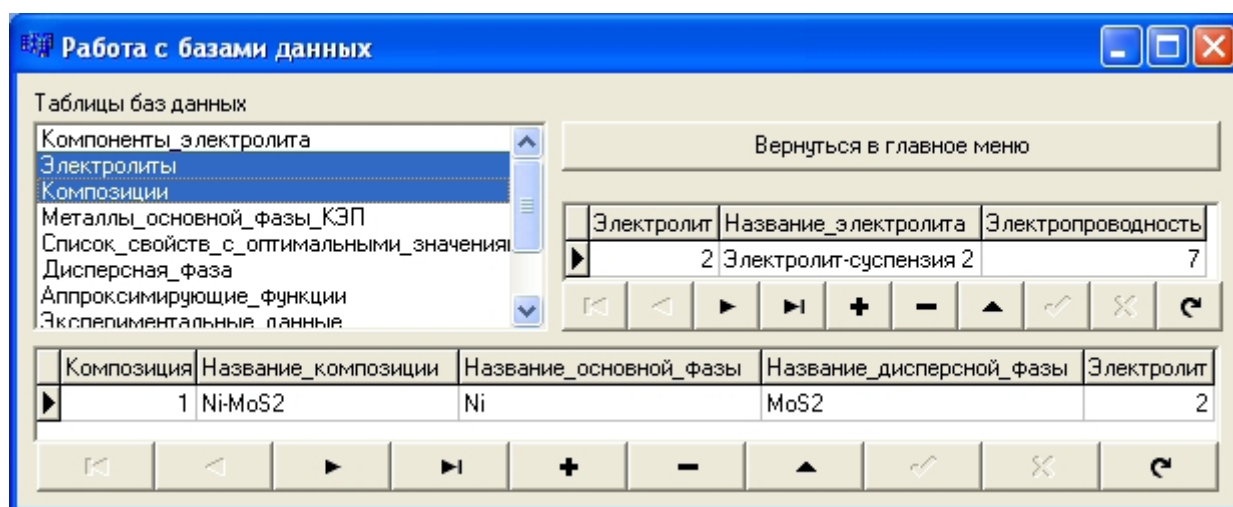 Работа с базами данных
Таблицы баз данных
Компоненты_электролита
Электролиты
Композиции
Металлы_основной_фазы_КЭП
Список_свойств_с_оптимальными_значения
Дисперсная_фаза
Аппроксимирующие_функции
Экспериментальные_данные
Вернуться в главное меню
Электролит Название_электролита Электропроводность
2 Электролит-суспензия 2 7
Композиция Название_композиции Название_основной_фазы Название_дисперсной_фазы Электролит
1 Ni-MoS2 Ni MoS2 2